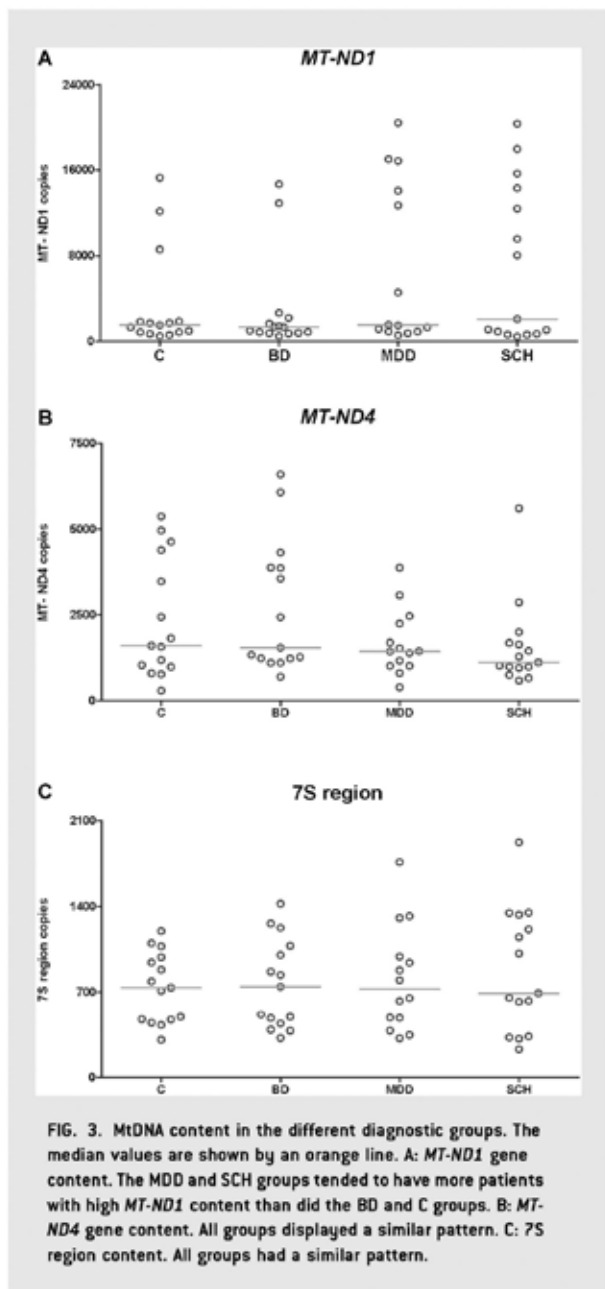 A
MT-ND1
24000
16000
8000
0
MT- ND1 copies
C BD MDD SCH
B
MT-ND4
7500
5000
2500
0
MT- ND4 copies
C BD MDD SCH
C
7S region
2100
1400
700
0
7S region copies
C BD MDD SCH
FIG. 3. MtDNA content in the different diagnostic groups. The
median values are shown by an orange line. A: MT-ND1 gene
content. The MDD and SCH groups tended to have more patients
with high MT-ND1 content than did the BD and C groups. B: MT-
ND4 gene content. All groups displayed a similar pattern. C: 7S
region content. All groups had a similar pattern.